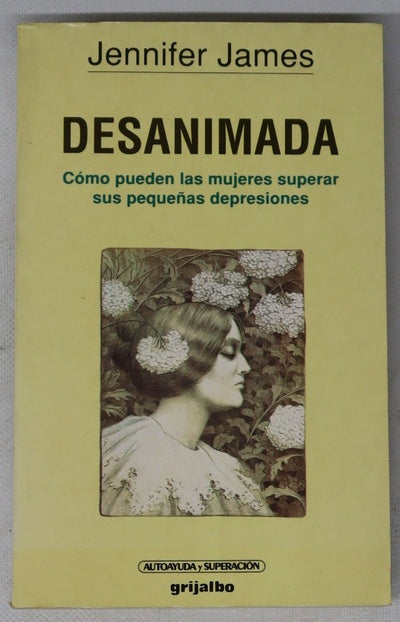 Jennifer James
DESANIMADA
Cómo pueden las mujeres superar
sus pequeñas depresiones
AUTOAYUDA y SUPERACIÓN
grijalbo